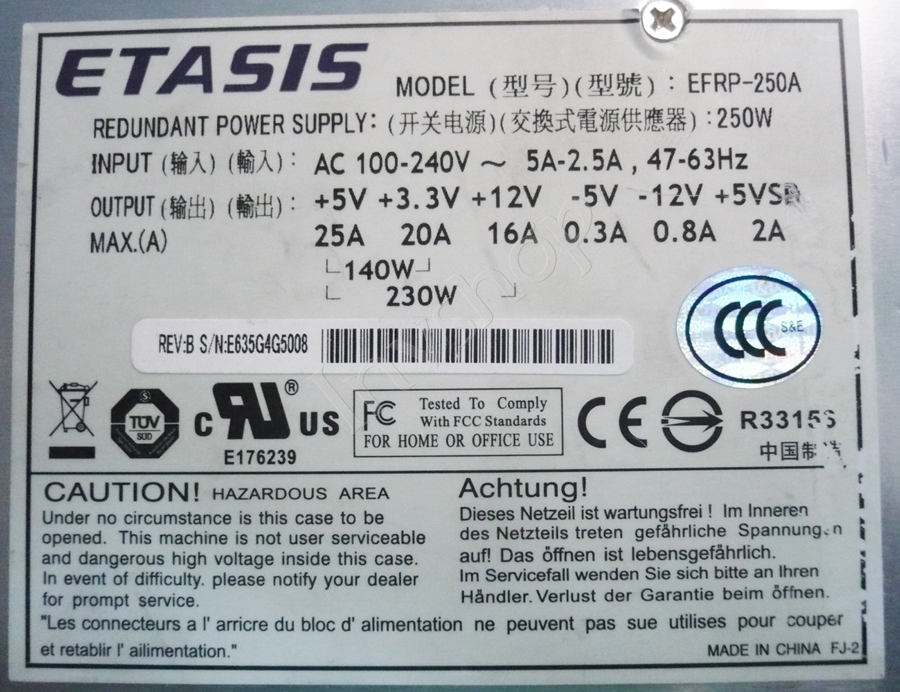 ETASIS
MODEL (型号)(型號) : EFRP-250A
REDUNDANT POWER SUPPLY: (开关电源)(交換式電源供應器) : 250W
INPUT (输入) (輸入) : AC 100-240V ~ 5A-2.5A , 47-63Hz
OUTPUT (输出) (輸出) : +5V +3.3V +12V -5V -12V +5VSB
MAX.(A) 25A 20A 16A 0.3A 0.8A 2A
140W
230W
REV:B S/N:E635G4G5008
CCC S&E
S TÜV SÜD
C RU ® US
E176239
FC Tested To Comply
With FCC Standards
FOR HOME OR OFFICE USE
CE
R3315S
中国制造
CAUTION! HAZARDOUS AREA
Under no circumstance is this case to be
opened. This machine is not user serviceable
and dangerous high voltage inside this case.
In event of difficulty. please notify your dealer
for prompt service.
Achtung!
Dieses Netzeil ist wartungsfrei ! Im Inneren
des Netzteils treten gefährliche Spannungen
auf! Das öffnen ist lebensgefährlich.
Im Servicefall wenden Sie sich bitte an Ihren
Händler. Verlust der Garantie beim öffnen.
"Les connecteurs a l' arricre du bloc d' alimentation ne peuvent pas sue utilises pour couper
et retablir l' ailimentation."
MADE IN CHINA FJ-2
myshop